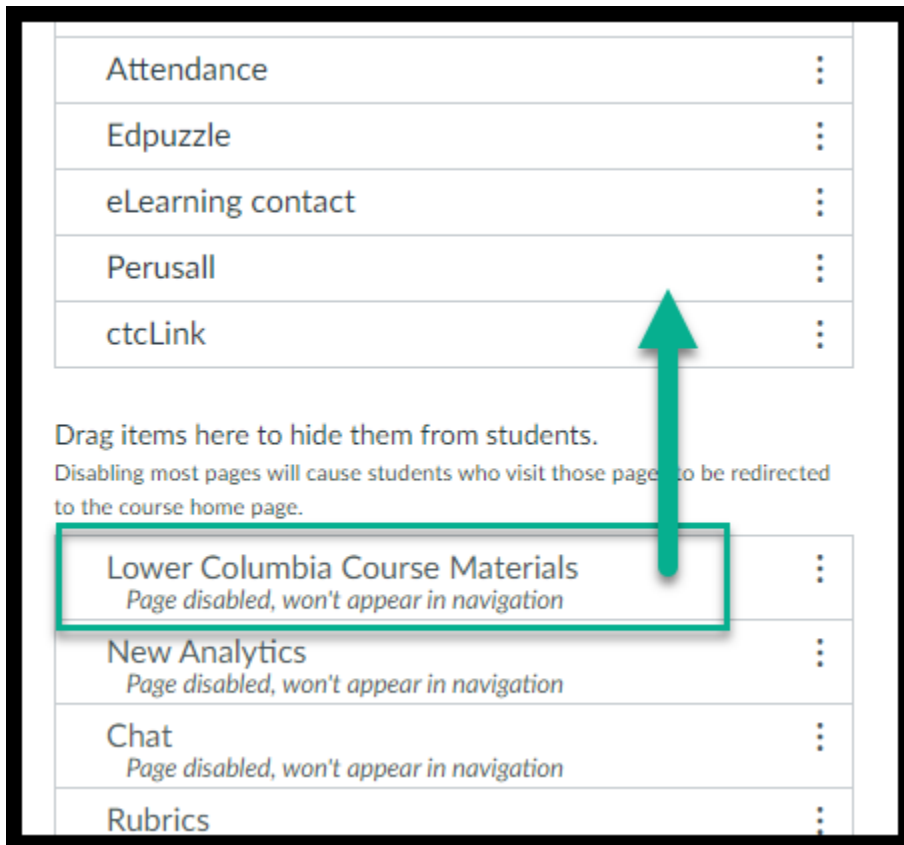 Attendance
Edpuzzle
eLearning contact
Perusall
ctcLink
Drag items here to hide them from students.
Disabling most pages will cause students who visit those pages to be redirected
to the course home page.
Lower Columbia Course Materials
Page disabled, won't appear in navigation
New Analytics
Page disabled, won't appear in navigation
Chat
Page disabled, won't appear in navigation
Rubrics